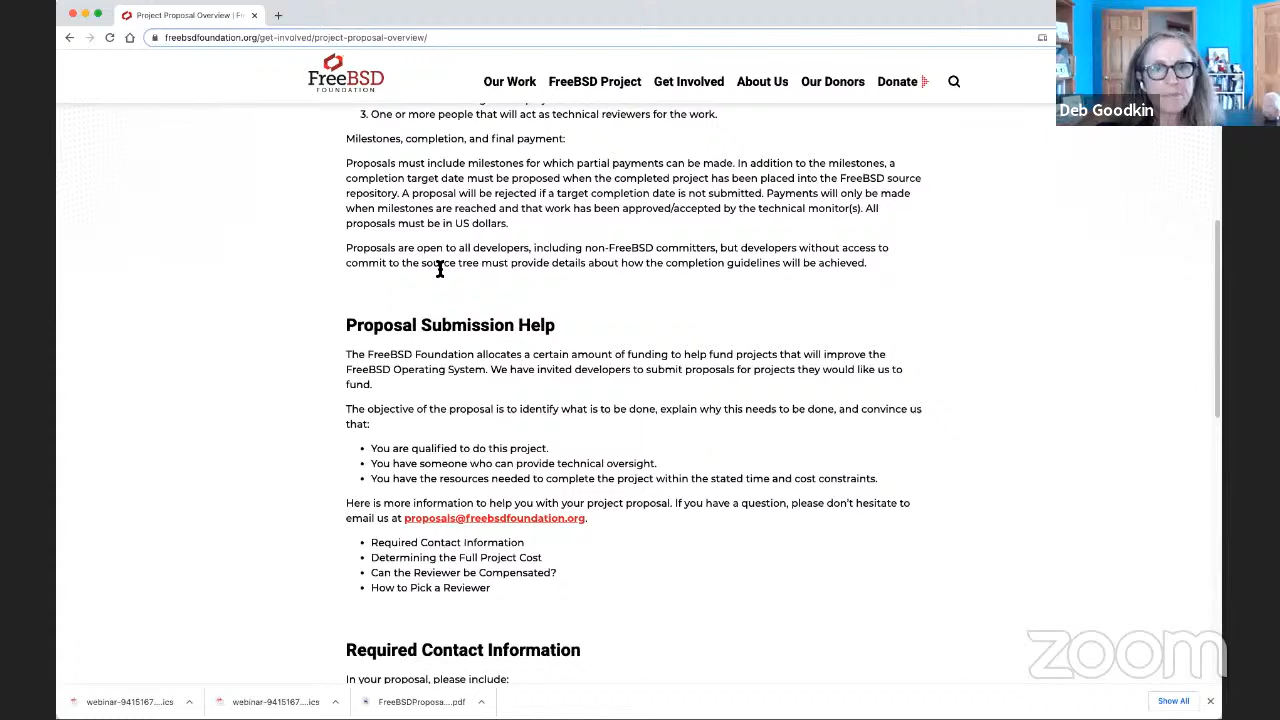 Project Proposal Overview | Fr
freebsdfoundation.org/get-involved/project-proposal-overview/
FreeBSD
FOUNDATION
Our Work FreeBSD Project Get Involved About Us Our Donors Donate
Deb Goodkin
3. One or more people that will act as technical reviewers for the work.
Milestones, completion, and final payment:
Proposals must include milestones for which partial payments can be made. In addition to the milestones, a
completion target date must be proposed when the completed project has been placed into the FreeBSD source
repository. A proposal will be rejected if a target completion date is not submitted. Payments will only be made
when milestones are reached and that work has been approved/accepted by the technical monitor(s). All
proposals must be in US dollars.
Proposals are open to all developers, including non-FreeBSD committers, but developers without access to
commit to the source tree must provide details about how the completion guidelines will be achieved.
Proposal Submission Help
The FreeBSD Foundation allocates a certain amount of funding to help fund projects that will improve the
FreeBSD Operating System. We have invited developers to submit proposals for projects they would like us to
fund.
The objective of the proposal is to identify what is to be done, explain why this needs to be done, and convince us
that:
• You are qualified to do this project.
• You have someone who can provide technical oversight.
• You have the resources needed to complete the project within the stated time and cost constraints.
Here is more information to help you with your project proposal. If you have a question, please don't hesitate to
email us at proposals@freebsdfoundation.org.
• Required Contact Information
• Determining the Full Project Cost
• Can the Reviewer be Compensated?
• How to Pick a Reviewer
Required Contact Information
In your proposal, please include:
zoom
webinar-9415167....ics webinar-9415167....ics FreeBSDProposa....pdf Show All